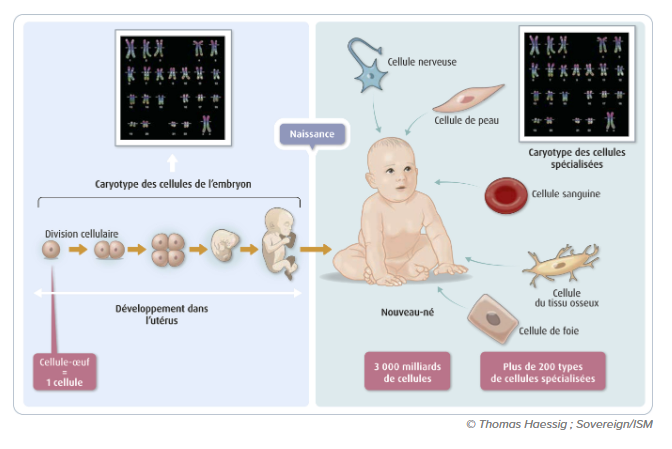 Cellule nerveuse
Cellule de peau
Naissance
Caryotype des cellules
spécialisées
Caryotype des cellules de l'embryon
Cellule sanguine
Division cellulaire
Cellule
du tissu osseux
Développement dans
l'utérus
Nouveau-né
Cellule de foie
Cellule-œuf
=
1 cellule
3 000 milliards
de cellules
Plus de 200 types
de cellules spécialisées
© Thomas Haessig ; Sovereign/ISM